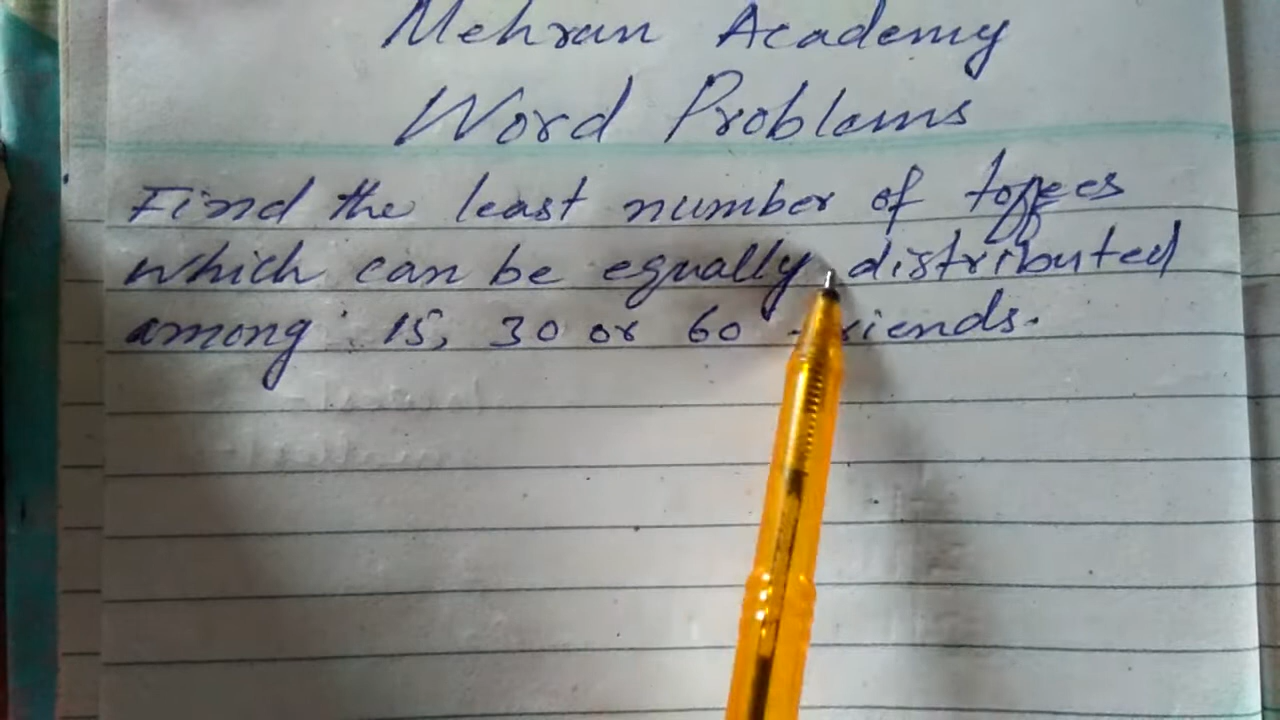 Mehran Academy
Word Problems
Find the least number of toffees
which can be equally distributed
among 15, 30 or 60 friends.